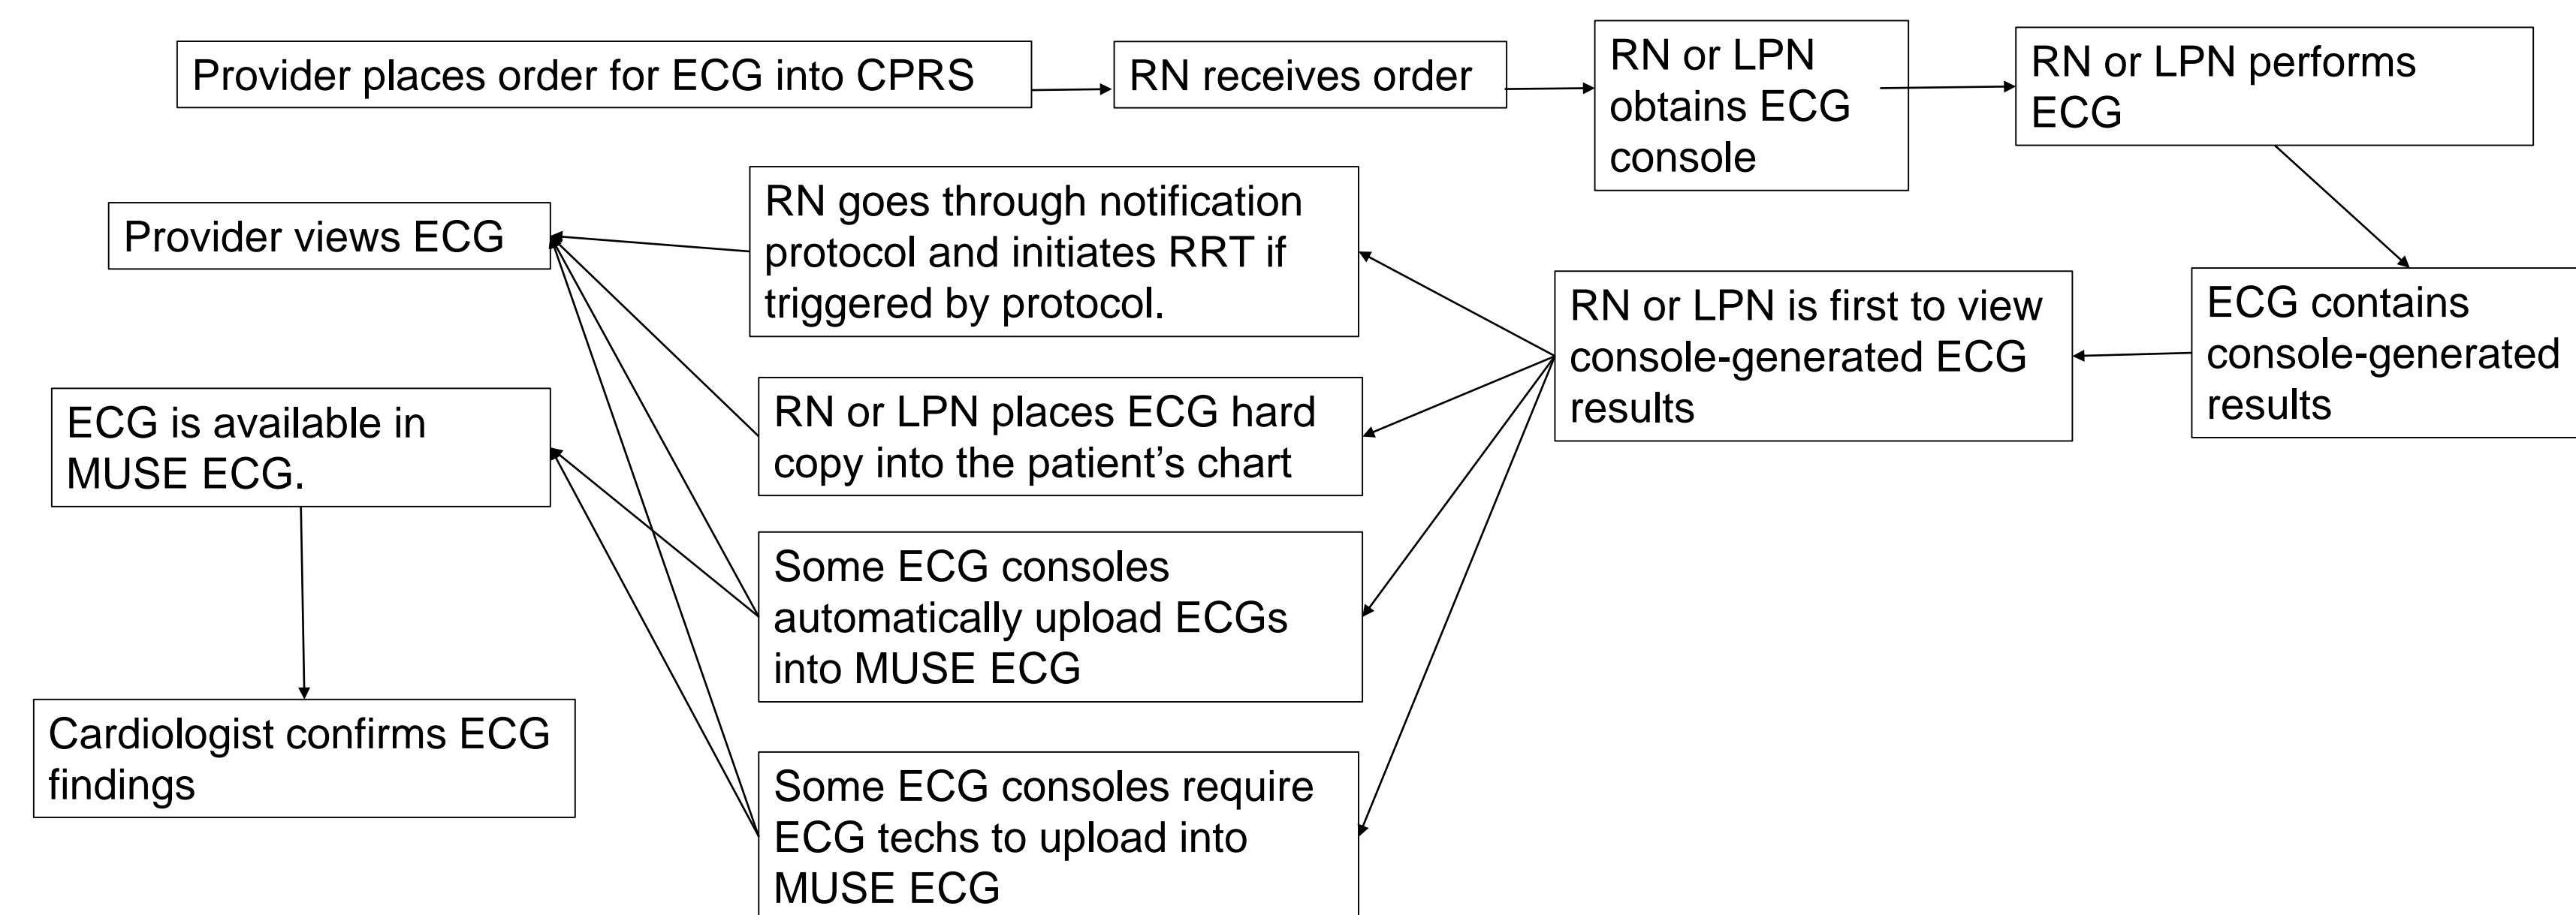 Provider places order for ECG into CPRS
RN receives order
RN or LPN
obtains ECG
console
RN or LPN performs
ECG
ECG contains
console-generated
results
RN or LPN is first to view
console-generated ECG
results
RN goes through notification
protocol and initiates RRT if
triggered by protocol.
RN or LPN places ECG hard
copy into the patient’s chart
Some ECG consoles
automatically upload ECGs
into MUSE ECG
Some ECG consoles require
ECG techs to upload into
MUSE ECG
Provider views ECG
ECG is available in
MUSE ECG.
Cardiologist confirms ECG
findings